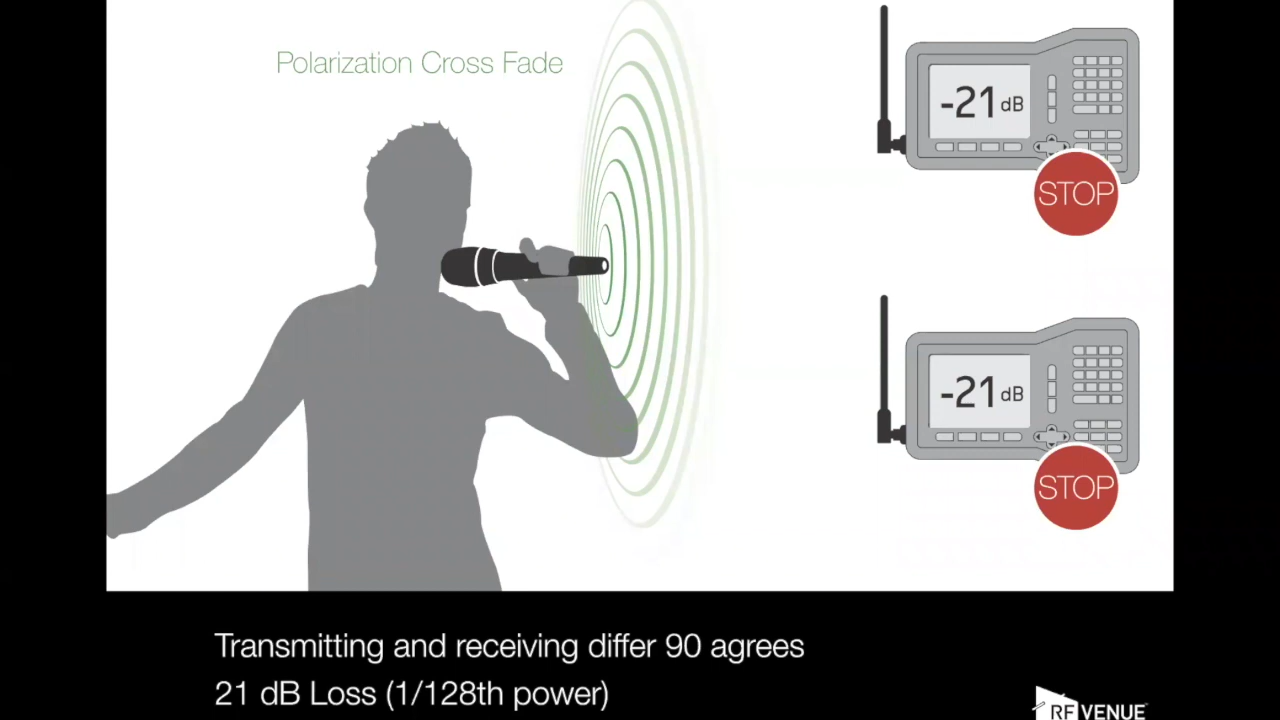 Polarization Cross Fade
-21 dB
STOP
-21 dB
STOP
Transmitting and receiving differ 90 agrees
21 dB Loss (1/128th power)
RF VENUE